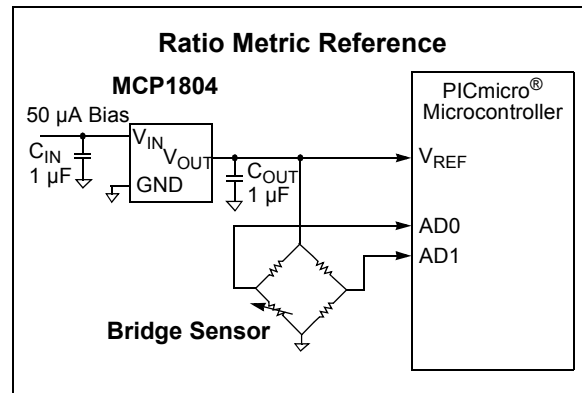 Ratio Metric Reference
MCP1804
PICmicro®
Microcontroller
50 µA Bias
CIN
1 µF
VIN
VOUT
GND
COUT
1 µF
VREF
AD0
AD1
Bridge Sensor